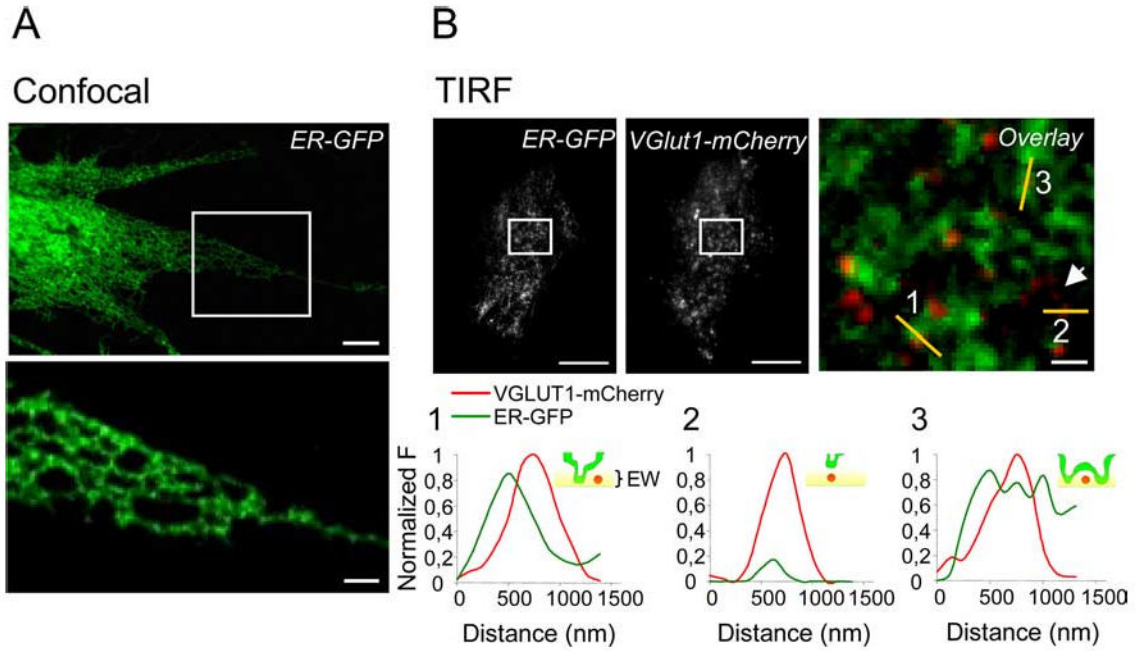 A
Confocal
ER-GFP
B
TIRF
ER-GFP
VGlut1-mCherry
Overlay
3
1
2
VGLUT1-mCherry
ER-GFP
1
2
3
EW
Normalized F
1
0,8
0,6
0,4
0,2
0
0 500 1000 1500
Distance (nm)
1
0,8
0,6
0,4
0,2
0
0 500 1000 1500
Distance (nm)
1
0,8
0,6
0,4
0,2
0
0 500 1000 1500
Distance (nm)